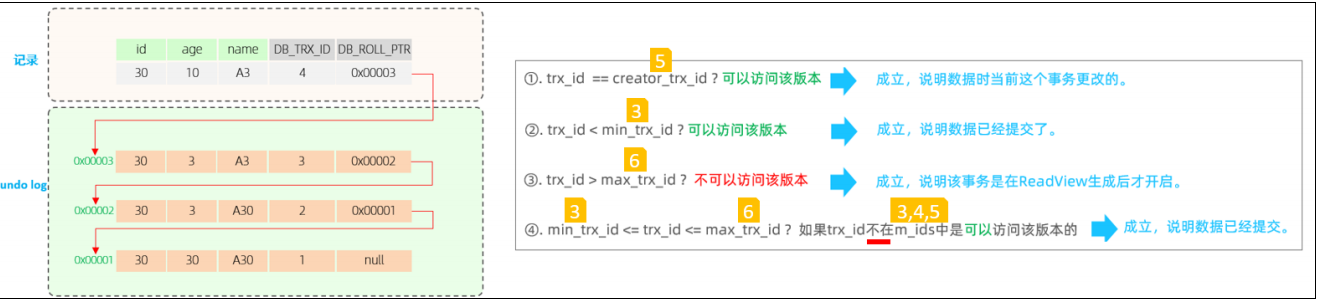 记录
id age name DB_TRX_ID DB_ROLL_PTR
30 10 A3 4 0x00003
undo log
0x00003 30 3 A3 3 0x00002
0x00002 30 3 A30 2 0x00001
0x00001 30 30 A30 1 null
5
①. trx_id == creator_trx_id ? 可以访问该版本 成立，说明数据时当前这个事务更改的。
3
②. trx_id < min_trx_id ? 可以访问该版本 成立，说明数据已经提交了。
6
③. trx_id > max_trx_id ? 不可以访问该版本 成立，说明该事务是在ReadView生成后才开启。
3 6 3,4,5
④. min_trx_id <= trx_id <= max_trx_id ? 如果trx_id不在m_ids中是可以访问该版本的 成立，说明数据已经提交。